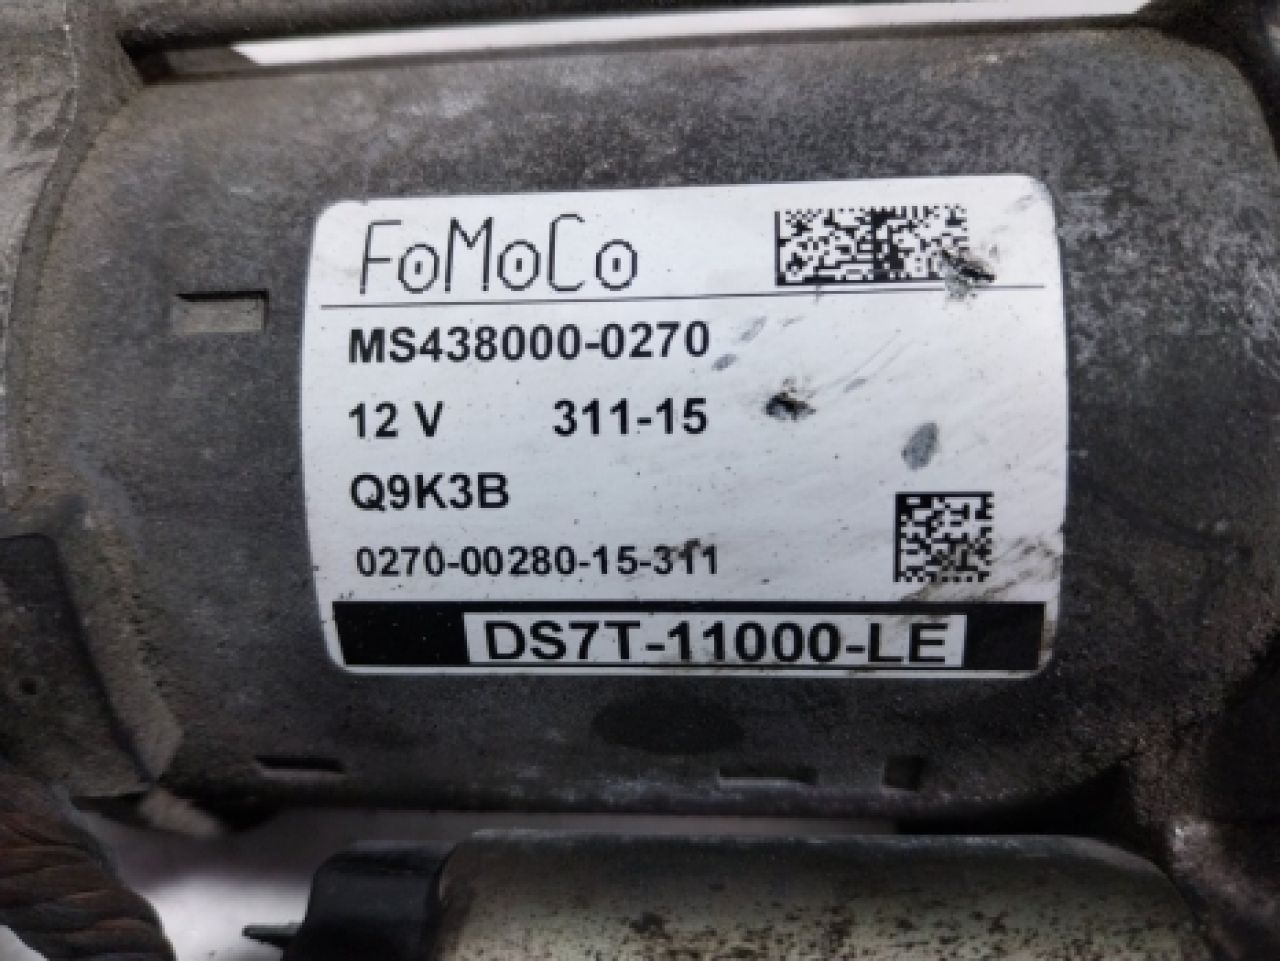 FoMoCo
MS438000-0270
12 V 311-15
Q9K3B
0270-00280-15-311
DS7T-11000-LE